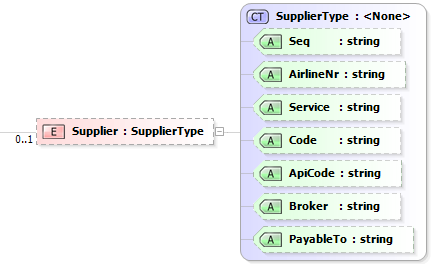 CT SupplierType : <None>
A Seq : string
A AirlineNr : string
A Service : string
E Supplier : SupplierType
0..1
A Code : string
A ApiCode : string
A Broker : string
A PayableTo : string